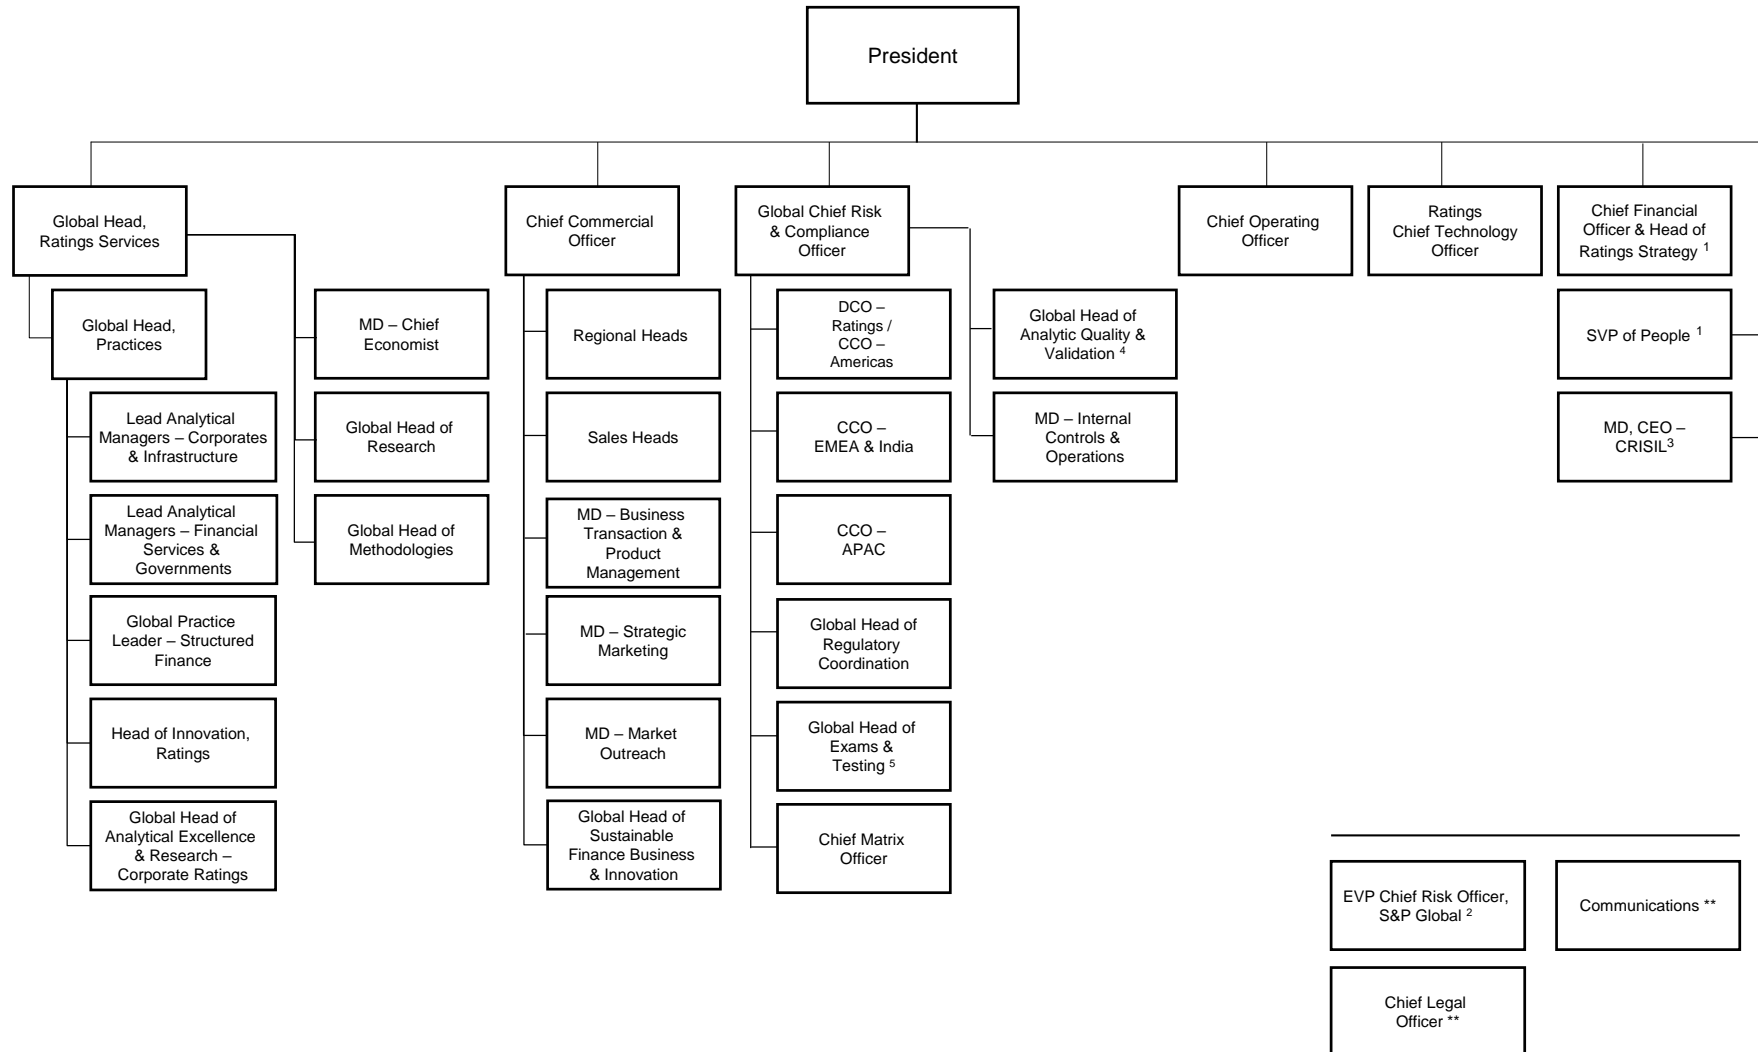 President
Global Head,
Ratings Services
Chief Commercial
Officer
Global Chief Risk
& Compliance
Officer
Chief Operating
Officer
Ratings
Chief Technology
Officer
Chief Financial
Officer & Head of
Ratings Strategy 1
Global Head,
Practices
MD – Chief
Economist
Regional Heads
DCO –
Ratings /
CCO –
Americas
Global Head of
Analytic Quality &
Validation 4
SVP of People 1
Lead Analytical
Managers – Corporates
& Infrastructure
Global Head of
Research
Sales Heads
CCO –
EMEA & India
MD – Internal
Controls &
Operations
MD, CEO –
CRISIL3
Lead Analytical
Managers – Financial
Services &
Governments
Global Head of
Methodologies
MD – Business
Transaction &
Product
Management
CCO –
APAC
Global Practice
Leader – Structured
Finance
MD – Strategic
Marketing
Global Head of
Regulatory
Coordination
Head of Innovation,
Ratings
MD – Market
Outreach
Global Head of
Exams &
Testing 5
Global Head of
Analytical Excellence
& Research –
Corporate Ratings
Global Head of
Sustainable
Finance Business
& Innovation
Chief Matrix
Officer
EVP Chief Risk Officer,
S&P Global 2
Communications **
Chief Legal
Officer **